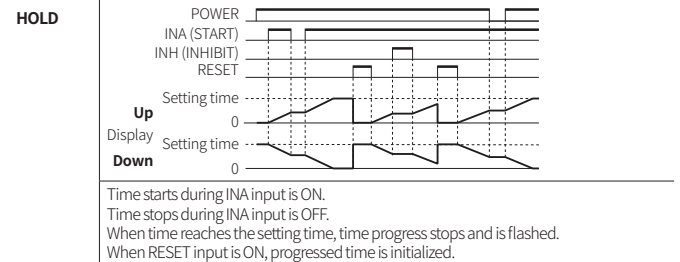 HOLD
POWER
INA (START)
INH (INHIBIT)
RESET
Setting time
Up
0
Display
Setting time
Down
0
Time starts during INA input is ON.
Time stops during INA input is OFF.
When time reaches the setting time, time progress stops and is flashed.
When RESET input is ON, progressed time is initialized.